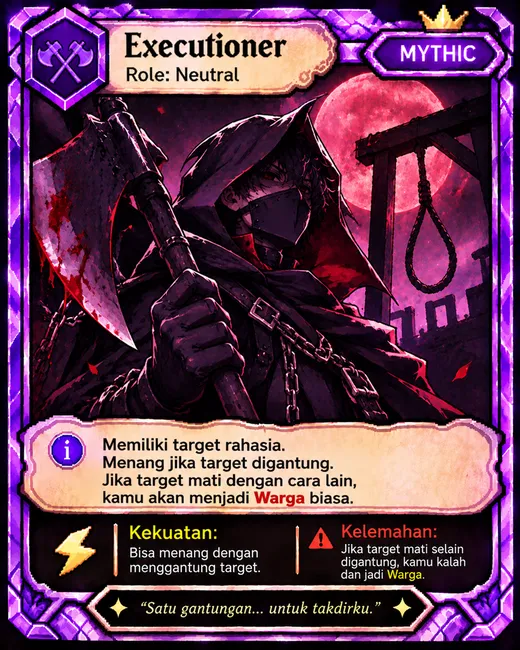 Executioner
Role: Neutral
MYTHIC
i
Memiliki target rahasia.
Menang jika target digantung.
Jika target mati dengan cara lain,
kamu akan menjadi Warga biasa.
Kekuatan:
Bisa menang dengan
menggantung target.
Kelemahan:
Jika target mati selain
digantung, kamu kalah
dan jadi Warga.
“Satu gantungan... untuk takdirku.”